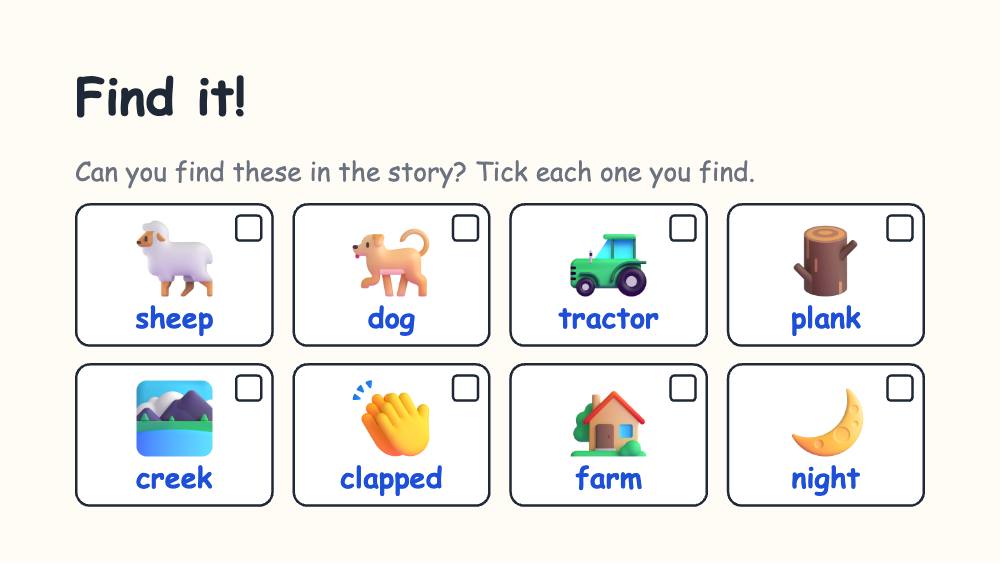 Find it!
Can you find these in the story? Tick each one you find.
sheep
dog
tractor
plank
creek
clapped
farm
night